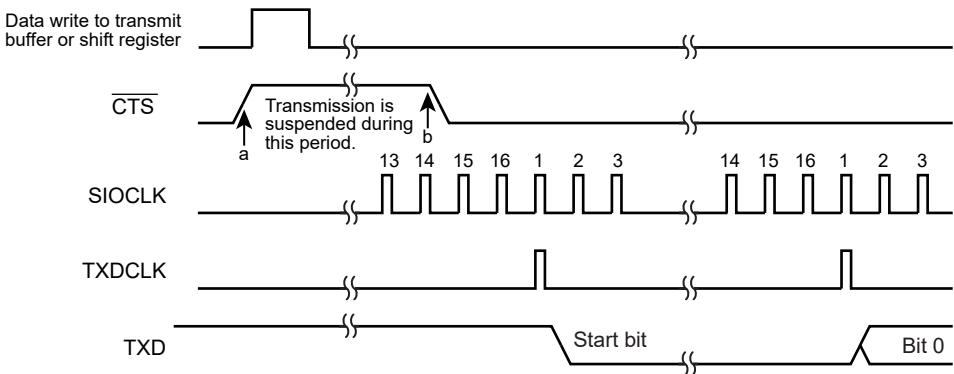 Data write to transmit
buffer or shift register
CTS
Transmission is
suspended during
this period.
a
b
13 14 15 16 1 2 3 14 15 16 1 2 3
SIOCLK
TXDCLK
TXD
Start bit
Bit 0